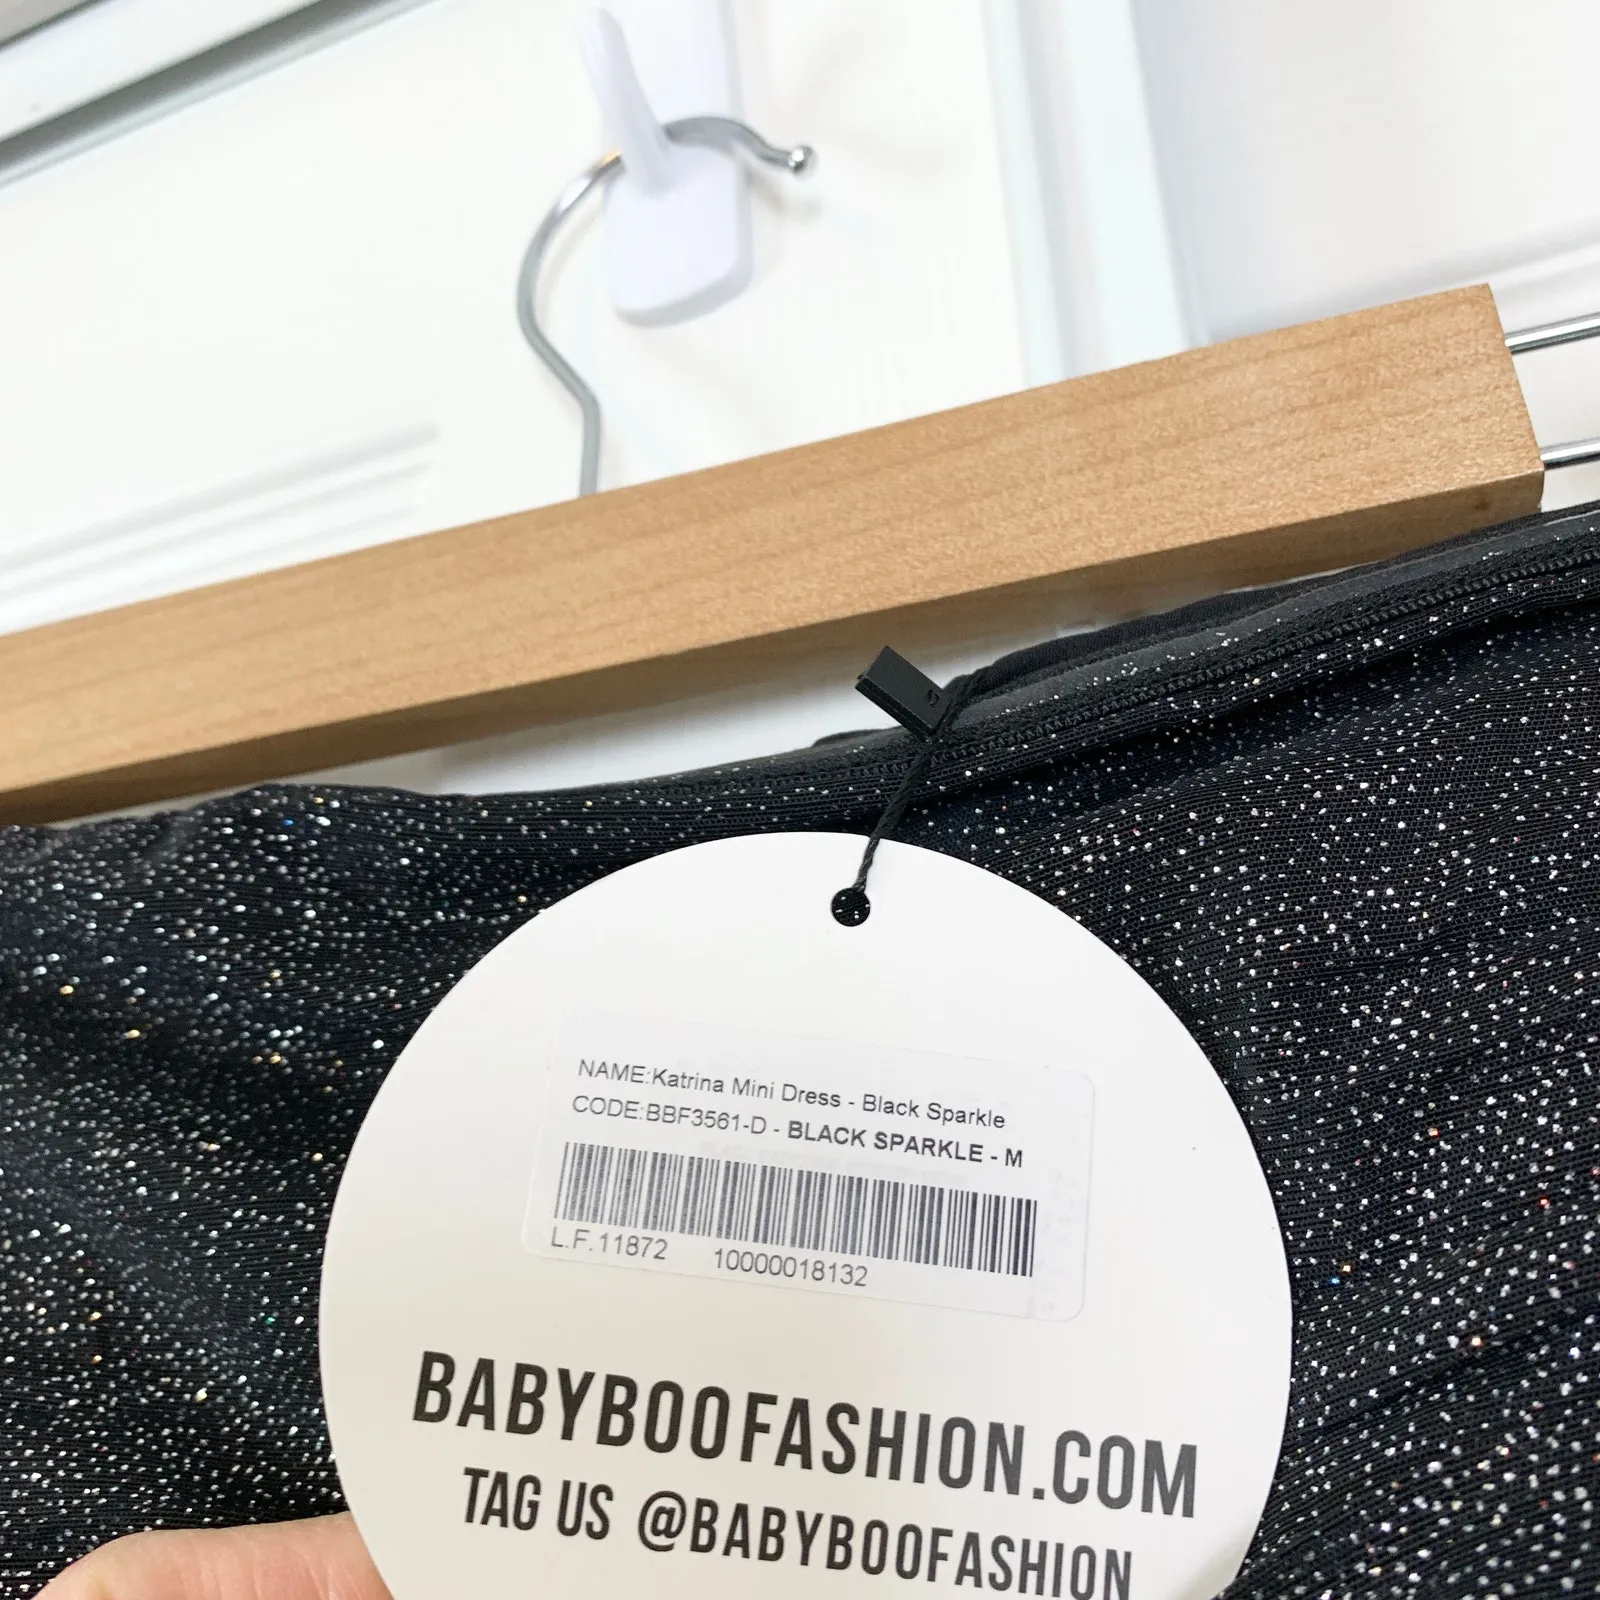 NAME:Katrina Mini Dress - Black Sparkle
CODE:BBF3561-D - BLACK SPARKLE - M
L.F.11872 10000018132
BABYBOOFASHION.COM
TAG US @BABYBOOFASHION